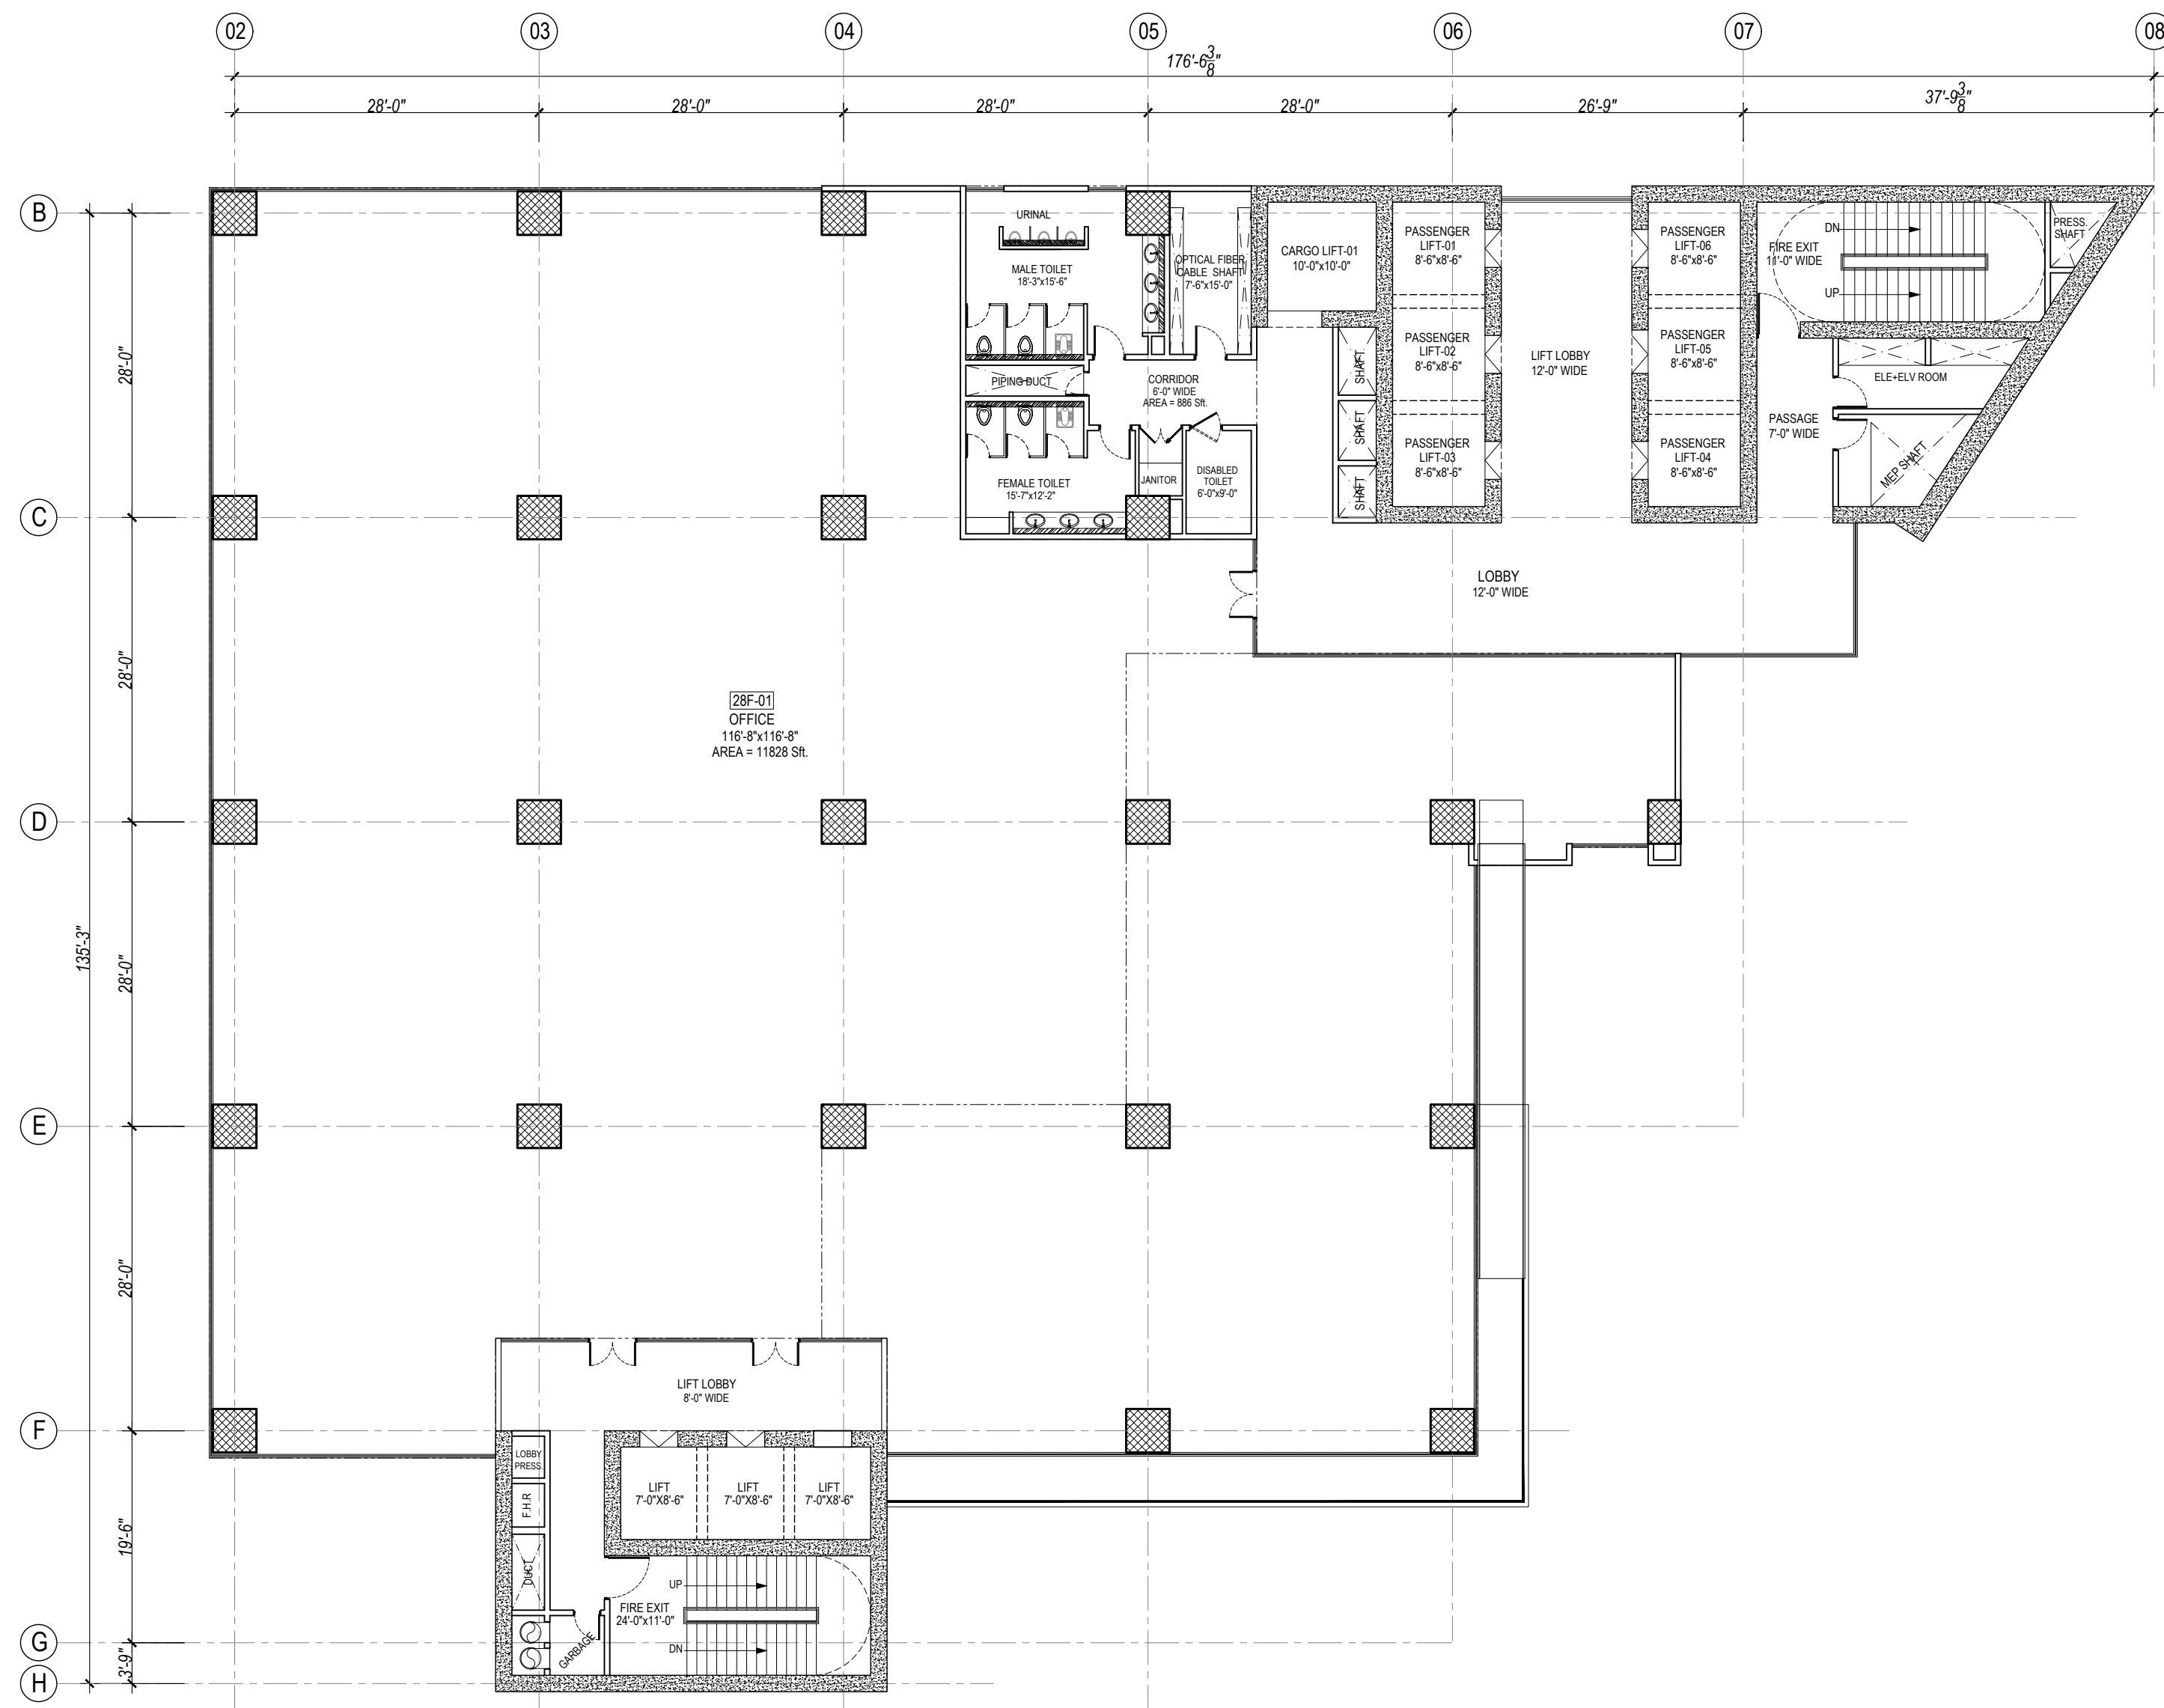 02
03
04
05
06
07
08
176'-6 3/8"
28'-0"
28'-0"
28'-0"
28'-0"
26'-9"
37'-9 3/8"
B
C
D
E
F
G
H
28'-0"
28'-0"
28'-0"
28'-0"
19'-6"
3'-9"
135'-3"
URINAL
MALE TOILET
18'-3"x15'-6"
OPTICAL FIBER
CABLE SHAFT
7'-6"x15'-0"
CARGO LIFT-01
10'-0"x10'-0"
PASSENGER
LIFT-01
8'-6"x8'-6"
PASSENGER
LIFT-02
8'-6"x8'-6"
PASSENGER
LIFT-03
8'-6"x8'-6"
LIFT LOBBY
12'-0" WIDE
PASSENGER
LIFT-06
8'-6"x8'-6"
PASSENGER
LIFT-05
8'-6"x8'-6"
PASSENGER
LIFT-04
8'-6"x8'-6"
DN
FIRE EXIT
11'-0" WIDE
UP
PRESS.
SHAFT
ELE+ELV ROOM
PASSAGE
7'-0" WIDE
MEP SHAFT
PIPING DUCT
CORRIDOR
6'-0" WIDE
AREA = 886 Sft.
SHAFT
SHAFT
SHAFT
FEMALE TOILET
15'-7"x12'-2"
JANITOR
DISABLED
TOILET
6'-0"x9'-0"
LOBBY
12'-0" WIDE
28F-01
OFFICE
116'-8"x116'-8"
AREA = 11828 Sft.
LIFT LOBBY
8'-0" WIDE
LOBBY
PRESS.
F.H.R
DUCT
LIFT
7'-0"X8'-6"
LIFT
7'-0"X8'-6"
LIFT
7'-0"X8'-6"
UP
FIRE EXIT
24'-0"x11'-0"
DN
GARBAGE